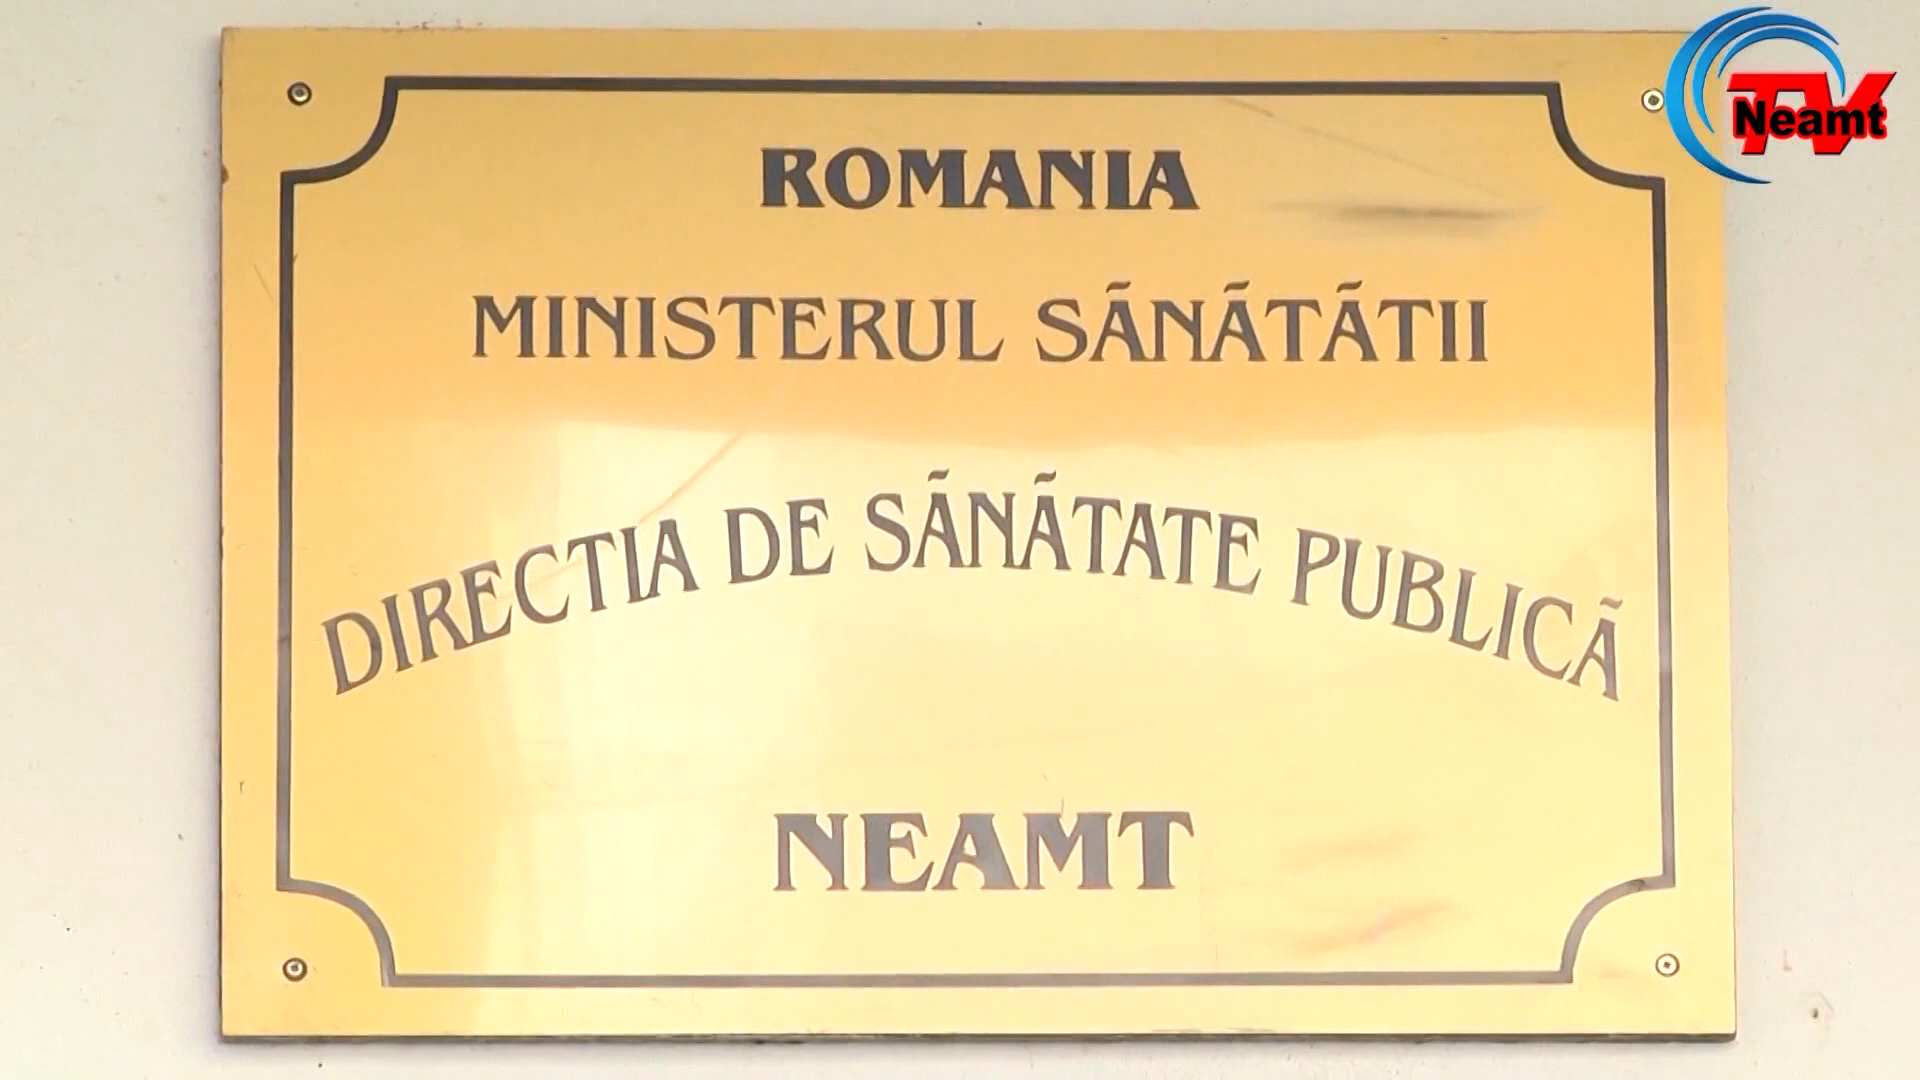 ROMANIA
MINISTERUL SÃNÃTÃTII
DIRECTIA DE SÃNÃTATE PUBLICÃ
NEAMT
TV Neamt